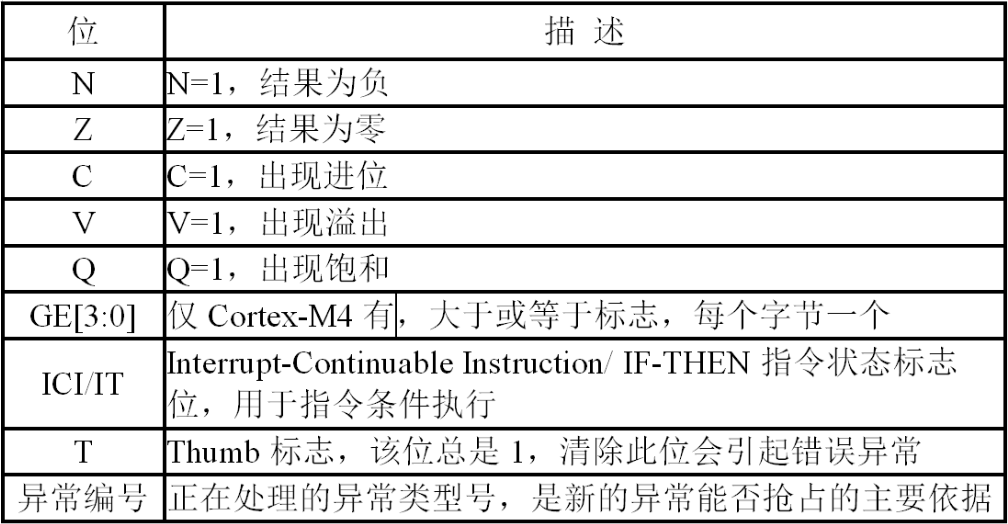 位 描 述
N N=1，结果为负
Z Z=1，结果为零
C C=1，出现进位
V V=1，出现溢出
Q Q=1，出现饱和
GE[3:0] 仅 Cortex-M4 有，大于或等于标志，每个字节一个
ICI/IT Interrupt-Continuable Instruction/ IF-THEN 指令状态标志
位，用于指令条件执行
T Thumb 标志，该位总是 1，清除此位会引起错误异常
异常编号 正在处理的异常类型号，是新的异常能否抢占的主要依据